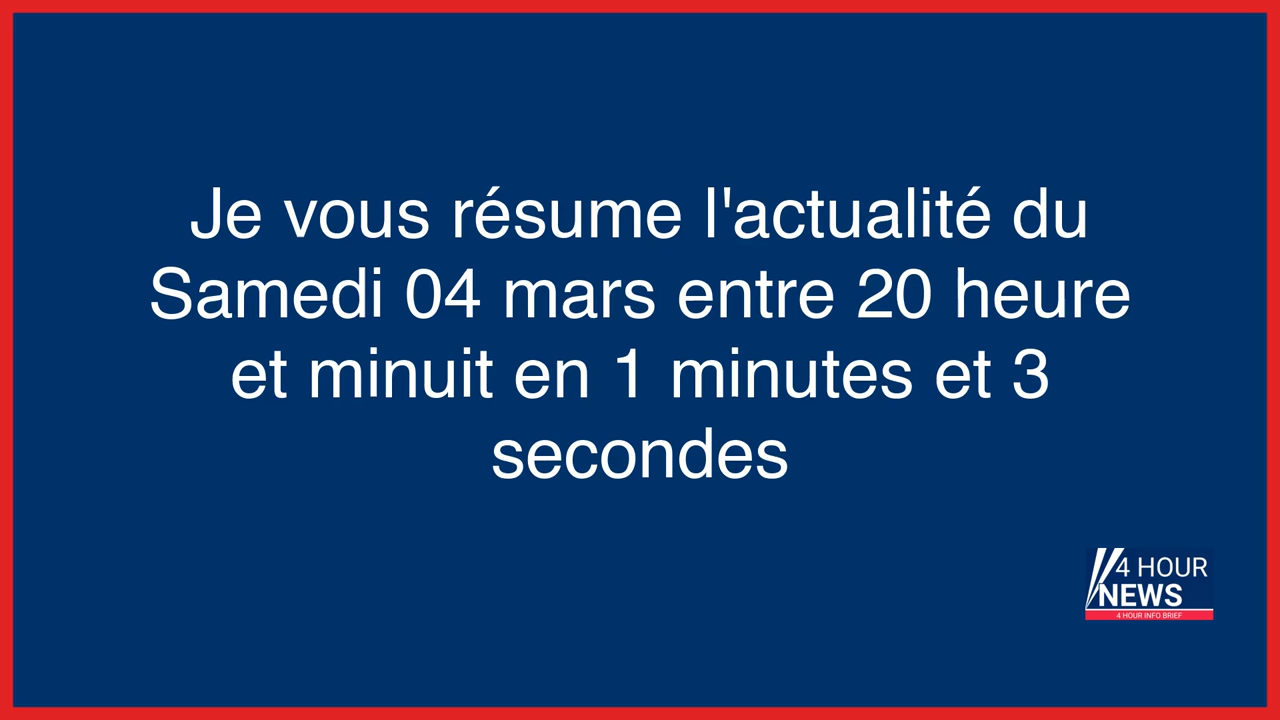 Je vous résume l'actualité du
Samedi 04 mars entre 20 heure
et minuit en 1 minutes et 3
secondes
4 HOUR
NEWS
4 HOUR INFO BRIEF